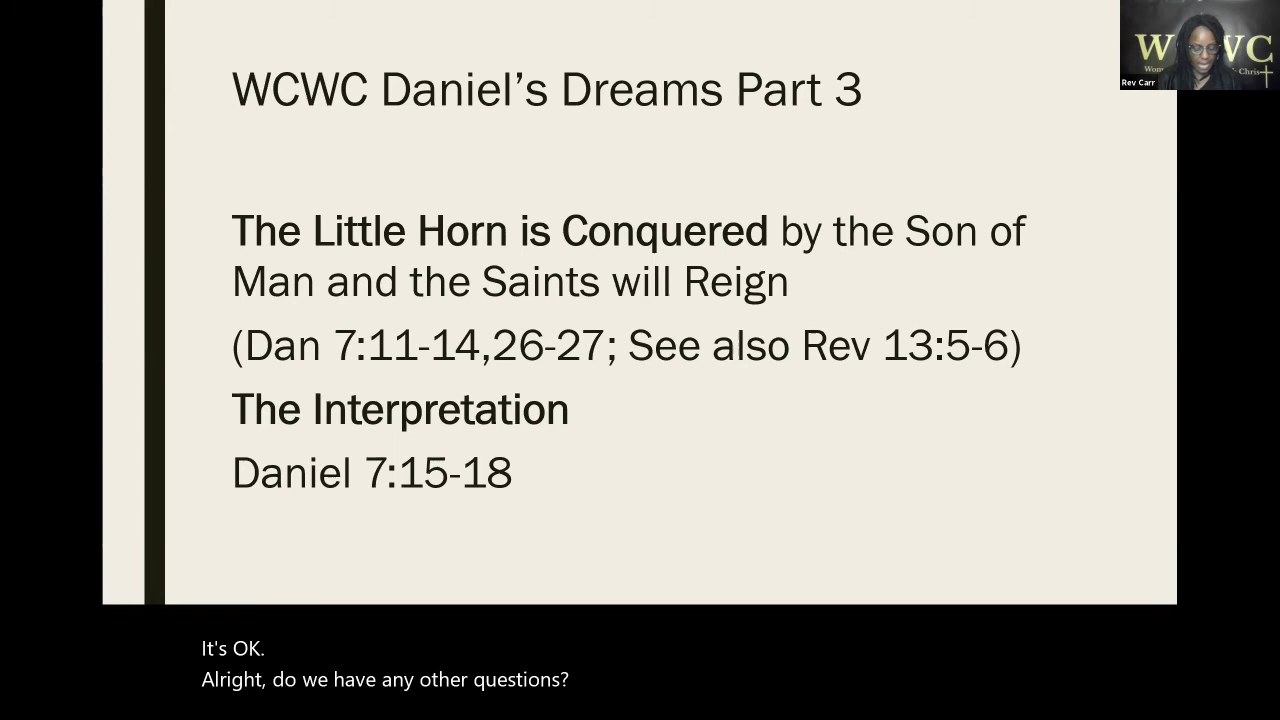 WCWC Daniel's Dreams Part 3
W WC
Chris
Rev Carr
The Little Horn is Conquered by the Son of
Man and the Saints will Reign
(Dan 7:11-14,26-27; See also Rev 13:5-6)
The Interpretation
Daniel 7:15-18
It's OK.
Alright, do we have any other questions?